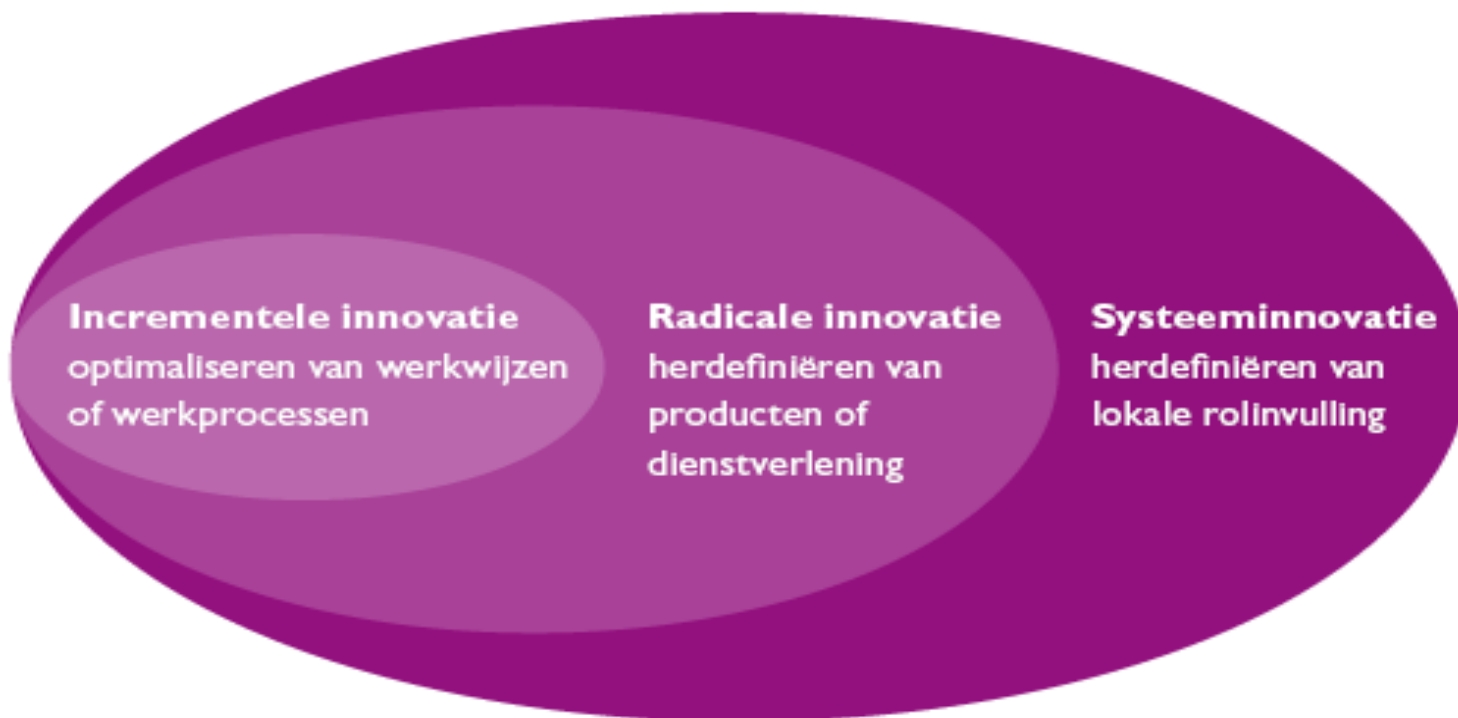 Incrementele innovatie
optimaliseren van werkwijzen
of werkprocessen
Radicale innovatie
herdefiniëren van
producten of
dienstverlening
Systeeminnovatie
herdefiniëren van
lokale rolinvulling